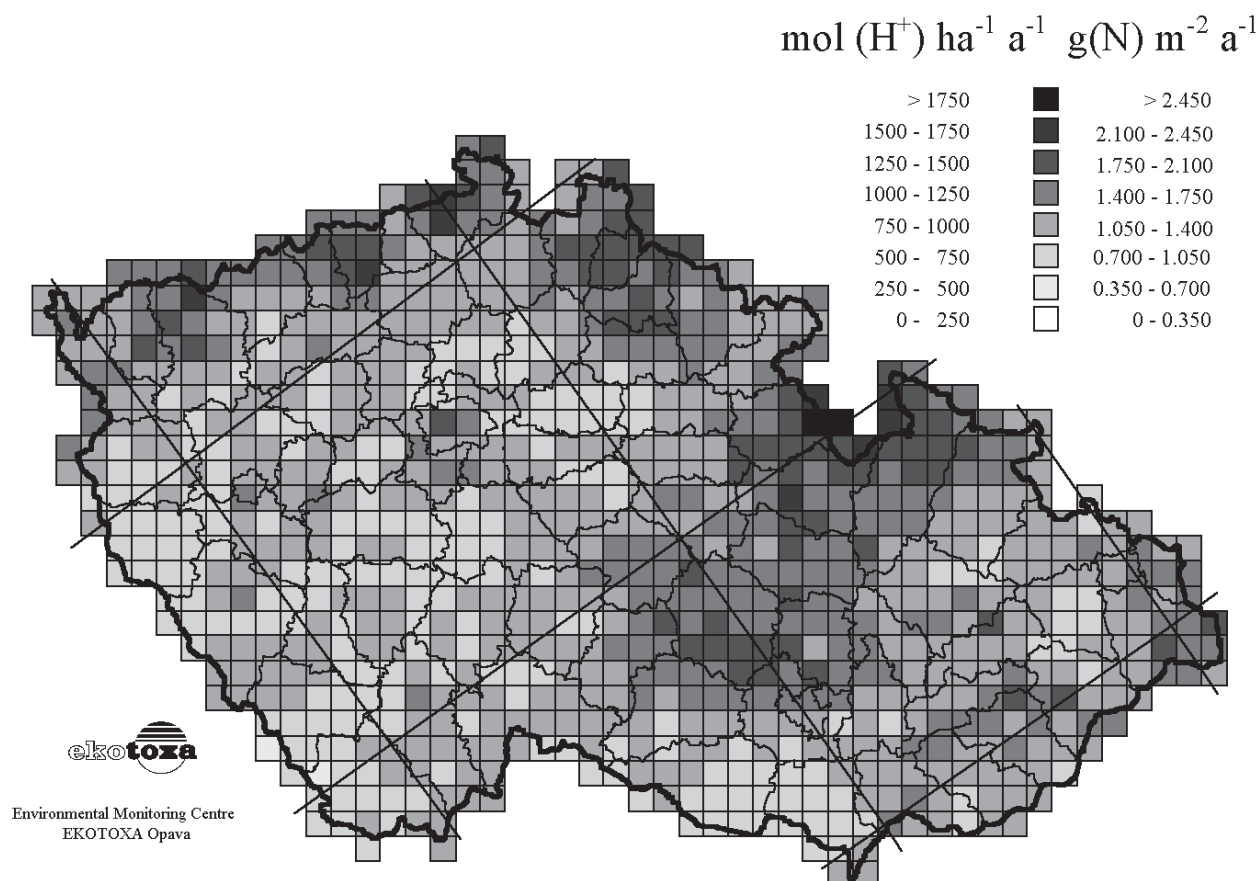 mol (H⁺) ha⁻¹ a⁻¹ g(N) m⁻² a⁻¹
> 1750 > 2.450
1500 - 1750 2.100 - 2.450
1250 - 1500 1.750 - 2.100
1000 - 1250 1.400 - 1.750
750 - 1000 1.050 - 1.400
500 - 750 0.700 - 1.050
250 - 500 0.350 - 0.700
0 - 250 0 - 0.350
ekotoxa
Environmental Monitoring Centre
EKOTOXA Opava